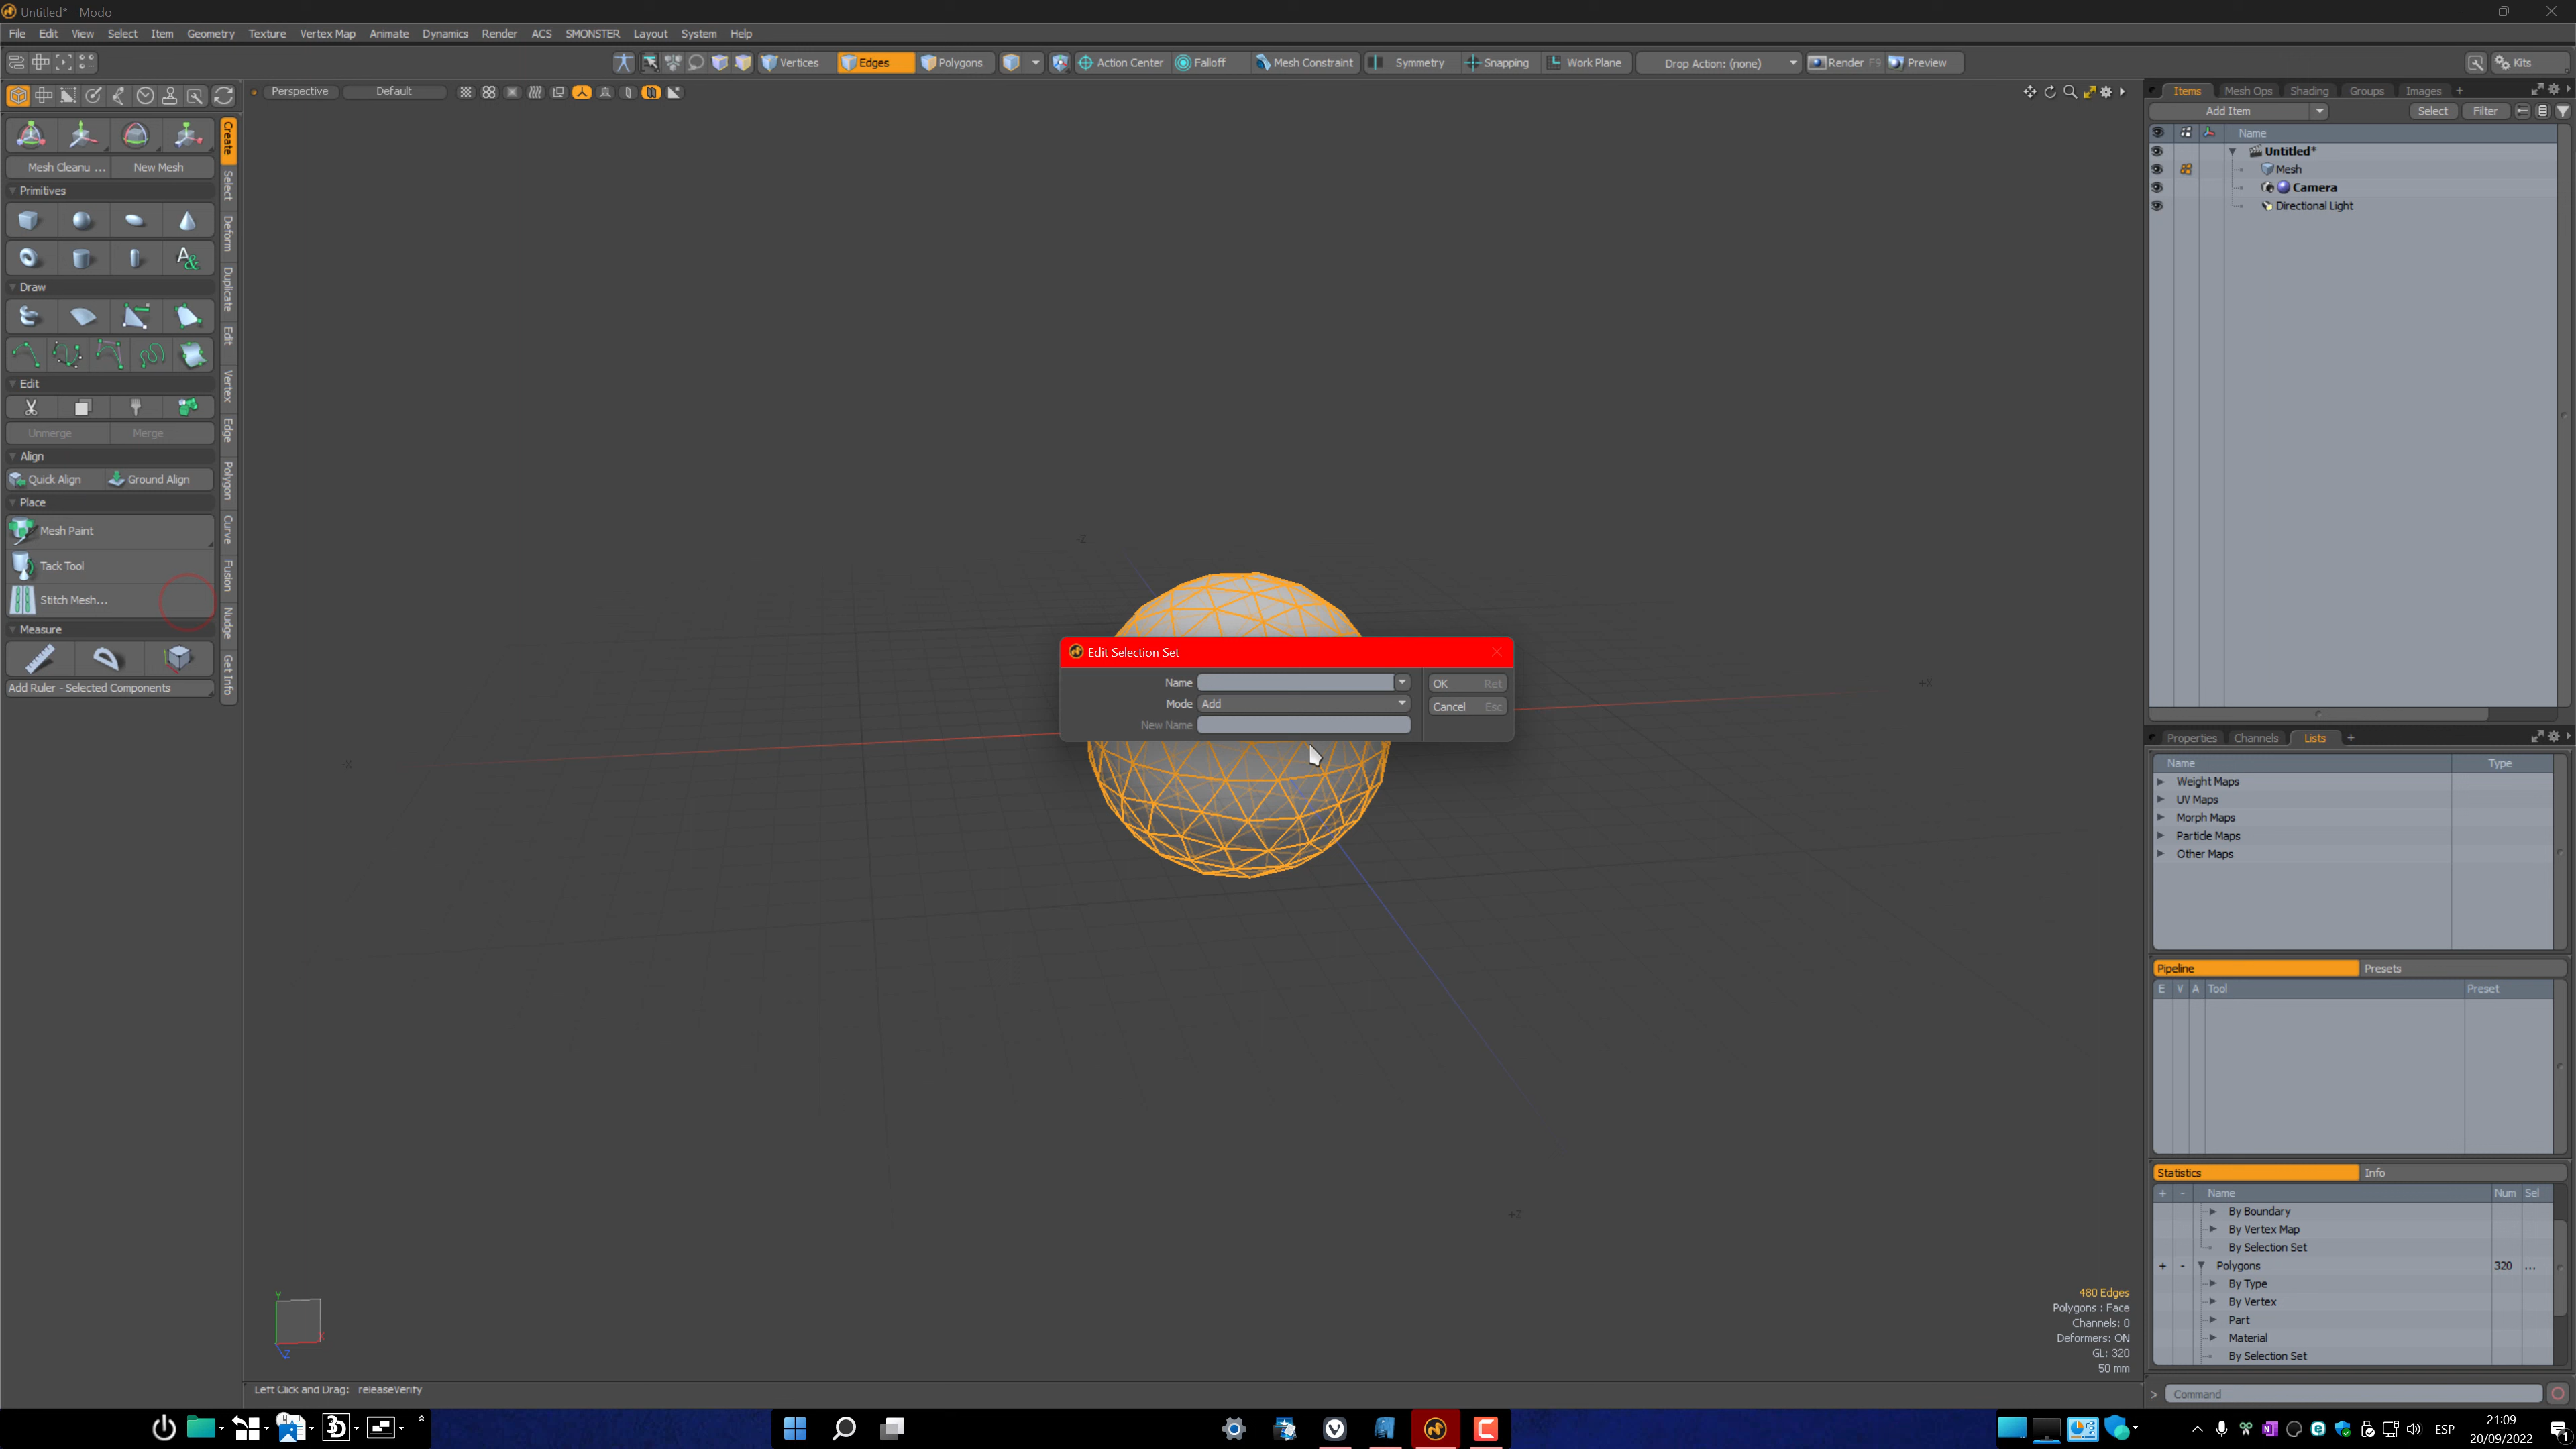 Untitled* - Modo
File Edit View Select Item Geometry Texture Vertex Map Animate Dynamics Render ACS SMONSTER Layout System Help
Vertices Edges Polygons Action Center Falloff Mesh Constraint Symmetry Snapping Work Plane Drop Action: (none) Render F9 Preview Kits
Perspective Default
Items Mesh Ops Shading Groups Images +
Add Item Select Filter
Name
Untitled*
Mesh
Camera
Directional Light
Mesh Cleanu ... New Mesh
Primitives
Draw
Edit
Unmerge Merge
Align
Quick Align Ground Align
Place
Mesh Paint
Tack Tool
Stitch Mesh...
Measure
Add Ruler - Selected Components
Create
Select
Deform
Duplicate
Edit
Vertex
Edge
Polygon
Curve
Fusion
Nudge
Get Info
-Z
+X
-X
+Z
Edit Selection Set
Name
OK Ret
Mode Add
Cancel Esc
New Name
Properties Channels Lists +
Name Type
Weight Maps
UV Maps
Morph Maps
Particle Maps
Other Maps
Pipeline Presets
E V A Tool Preset
Statistics Info
+ - Name Num Sel
By Boundary
By Vertex Map
By Selection Set
+ - Polygons 320 ...
By Type
By Vertex
Part
Material
By Selection Set
480 Edges
Polygons : Face
Channels: 0
Deformers: ON
GL: 320
50 mm
Y
X
Z
Left Click and Drag: releaseVerify
> Command
ESP
21:09
20/09/2022